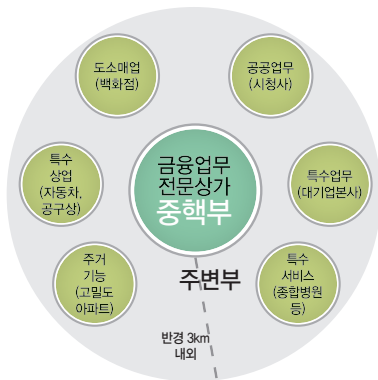 도소매업
(백화점)
공공업무
(시청사)
특수
상업
(자동차,
공구상)
금융업무
전문상가
중핵부
특수업무
(대기업본사)
주거
기능
(고밀도
아파트)
주변부
특수
서비스
(종합병원
등)
반경 3km
내외